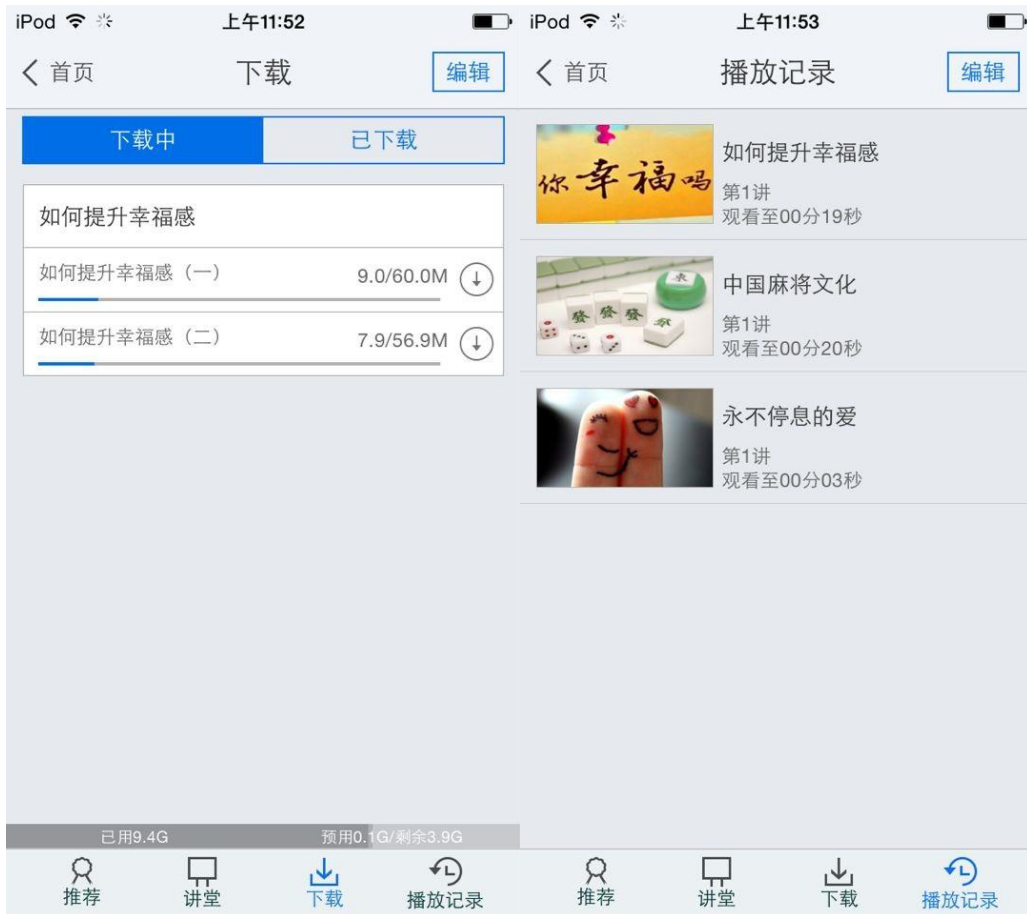 iPod 上午11:52
首页 下载 编辑
下载中 已下载
如何提升幸福感
如何提升幸福感（一） 9.0/60.0M
如何提升幸福感（二） 7.9/56.9M
已用9.4G 预用0.1G/剩余3.9G
推荐 讲堂 下载 播放记录
iPod 上午11:53
首页 播放记录 编辑
你幸福吗
如何提升幸福感
第1讲
观看至00分19秒
東
發 發 發 發
中国麻将文化
第1讲
观看至00分20秒
永不停息的爱
第1讲
观看至00分03秒
推荐 讲堂 下载 播放记录